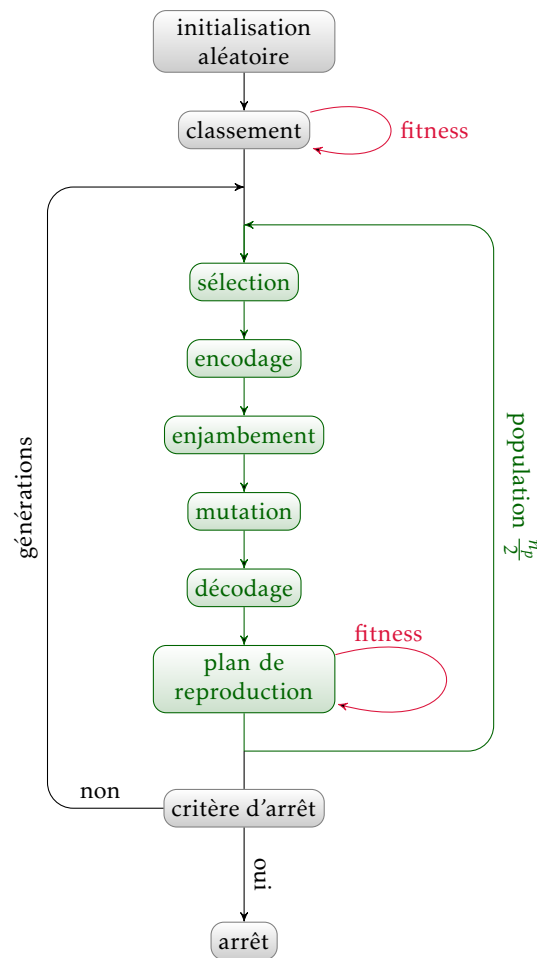 initialisation
aléatoire
classement
fitness
sélection
encodage
enjambement
mutation
décodage
fitness
plan de
reproduction
générations
population n_p/2
non
critère d'arrêt
oui
arrêt